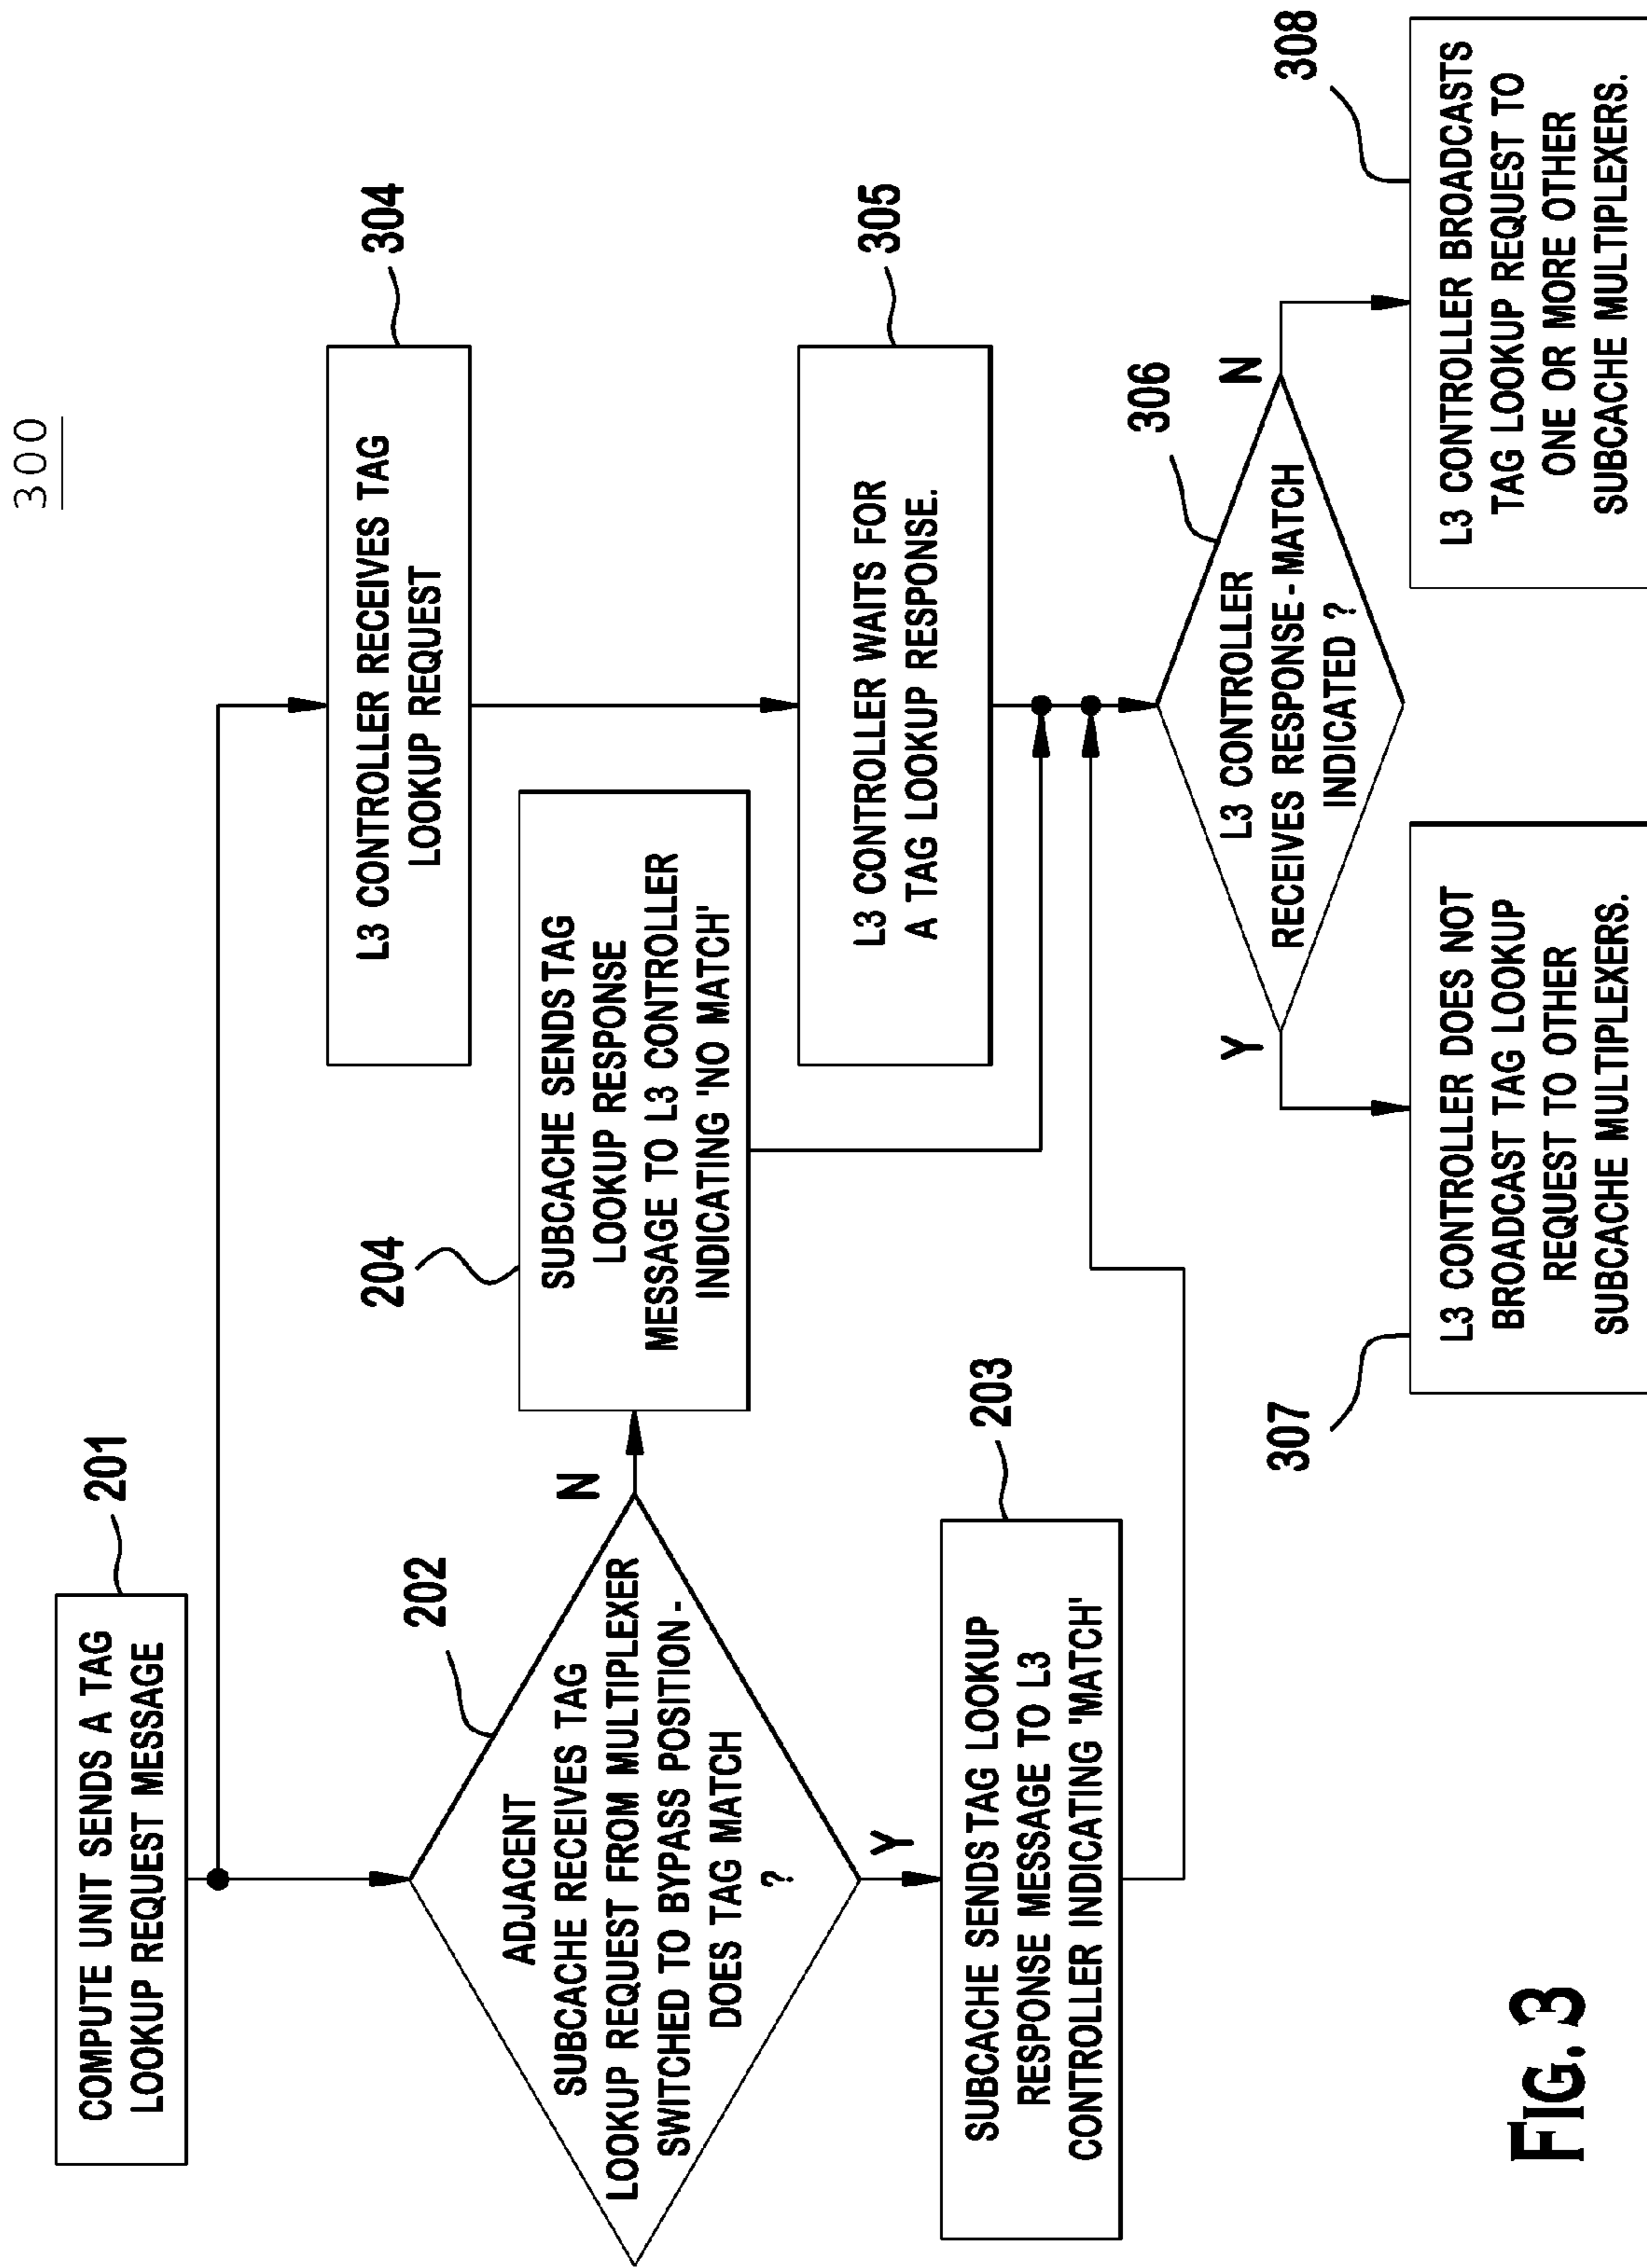 300
COMPUTE UNIT SENDS A TAG
LOOKUP REQUEST MESSAGE
201
202
ADJACENT
SUBCACHE RECEIVES TAG
LOOKUP REQUEST FROM MULTIPLEXER
SWITCHED TO BYPASS POSITION -
DOES TAG MATCH
?
N
Y
204
SUBCACHE SENDS TAG
LOOKUP RESPONSE
MESSAGE TO L3 CONTROLLER
INDICATING 'NO MATCH'
203
SUBCACHE SENDS TAG LOOKUP
RESPONSE MESSAGE TO L3
CONTROLLER INDICATING 'MATCH'
304
L3 CONTROLLER RECEIVES TAG
LOOKUP REQUEST
305
L3 CONTROLLER WAITS FOR
A TAG LOOKUP RESPONSE.
306
L3 CONTROLLER
RECEIVES RESPONSE - MATCH
INDICATED ?
Y
N
307
L3 CONTROLLER DOES NOT
BROADCAST TAG LOOKUP
REQUEST TO OTHER
SUBCACHE MULTIPLEXERS.
308
L3 CONTROLLER BROADCASTS
TAG LOOKUP REQUEST TO
ONE OR MORE OTHER
SUBCACHE MULTIPLEXERS.
FIG. 3